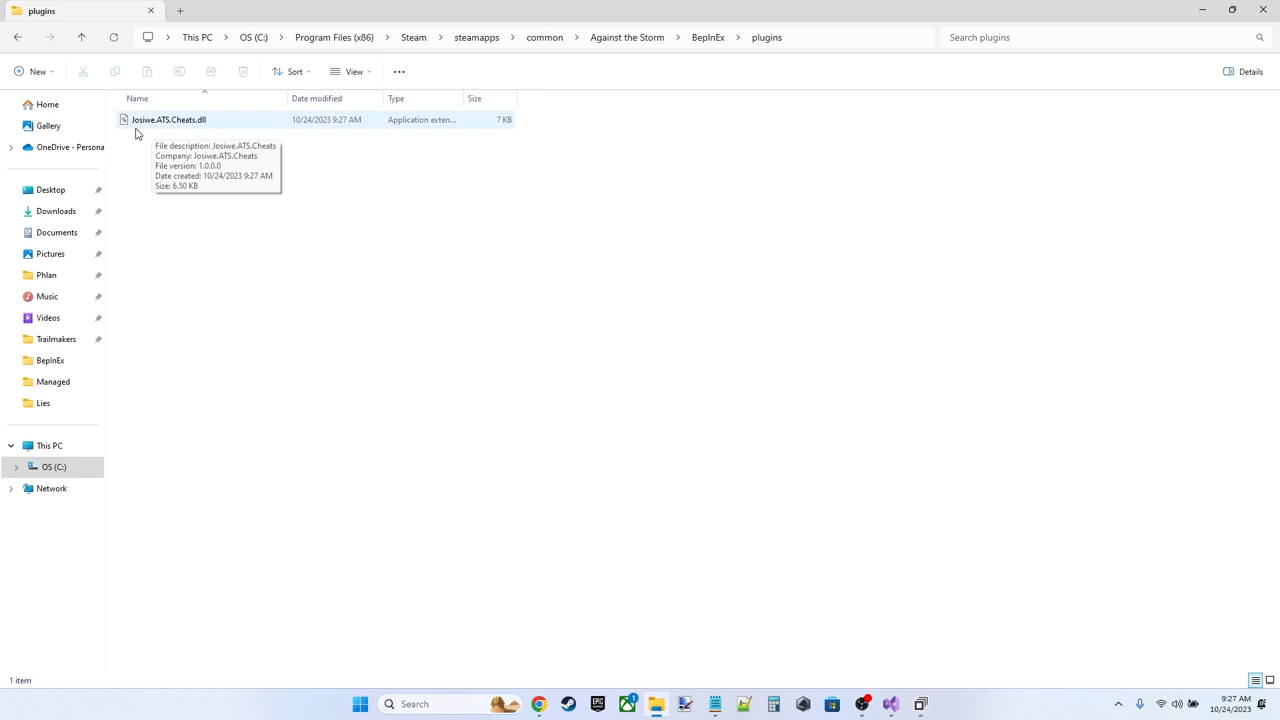 plugins
This PC
OS (C:)
Program Files (x86)
Steam
steamapps
common
Against the Storm
BepInEx
plugins
Search plugins
New
Sort
View
Details
Name
Date modified
Type
Size
Josiwe.ATS.Cheats.dll
10/24/2023 9:27 AM
Application exten...
7 KB
File description: Josiwe.ATS.Cheats
Company: Josiwe.ATS.Cheats
File version: 1.0.0.0
Date created: 10/24/2023 9:27 AM
Size: 6.50 KB
Home
Gallery
OneDrive - Persona
Desktop
Downloads
Documents
Pictures
Phlan
Music
Videos
Trailmakers
BepInEx
Managed
Lies
This PC
OS (C:)
Network
1 item
Search
EPIC
1
9:27 AM
10/24/2023